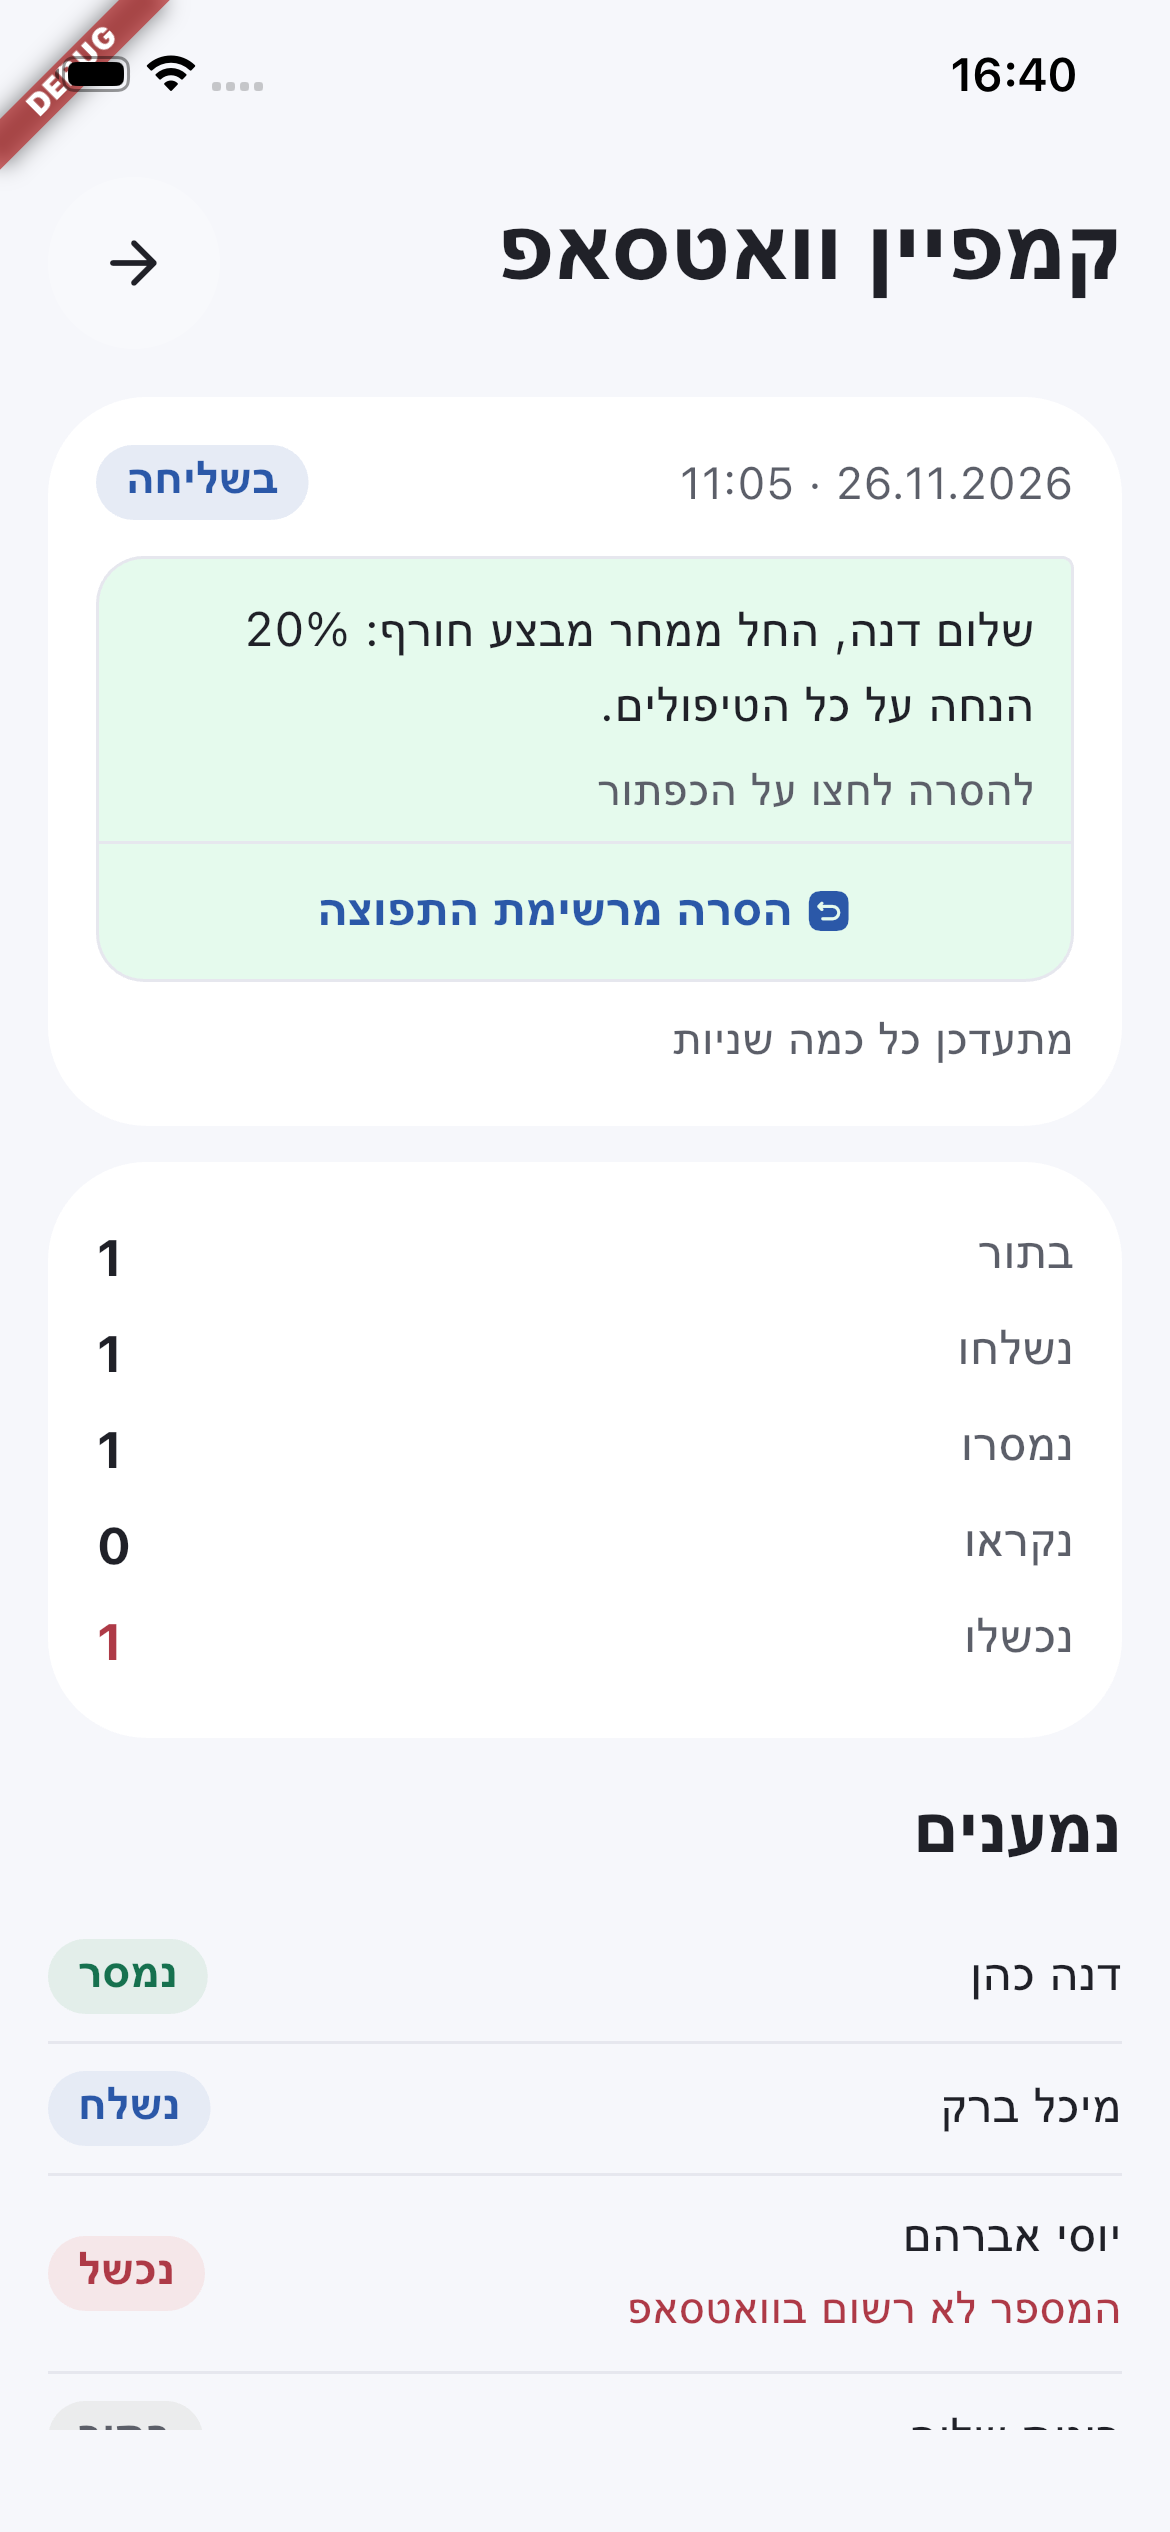 DEBUG
16:40
קמפיין וואטסאפ
26.11.2026 · 11:05
בשליחה
שלום דנה, החל ממחר מבצע חורף: 20%
הנחה על כל הטיפולים.
להסרה לחצו על הכפתור
הסרה מרשימת התפוצה
מתעדכן כל כמה שניות
בתור 1
נשלחו 1
נמסרו 1
נקראו 0
נכשלו 1
נמענים
דנה כהן נמסר
מיכל ברק נשלח
יוסי אברהם
המספר לא רשום בוואטסאפ
נכשל